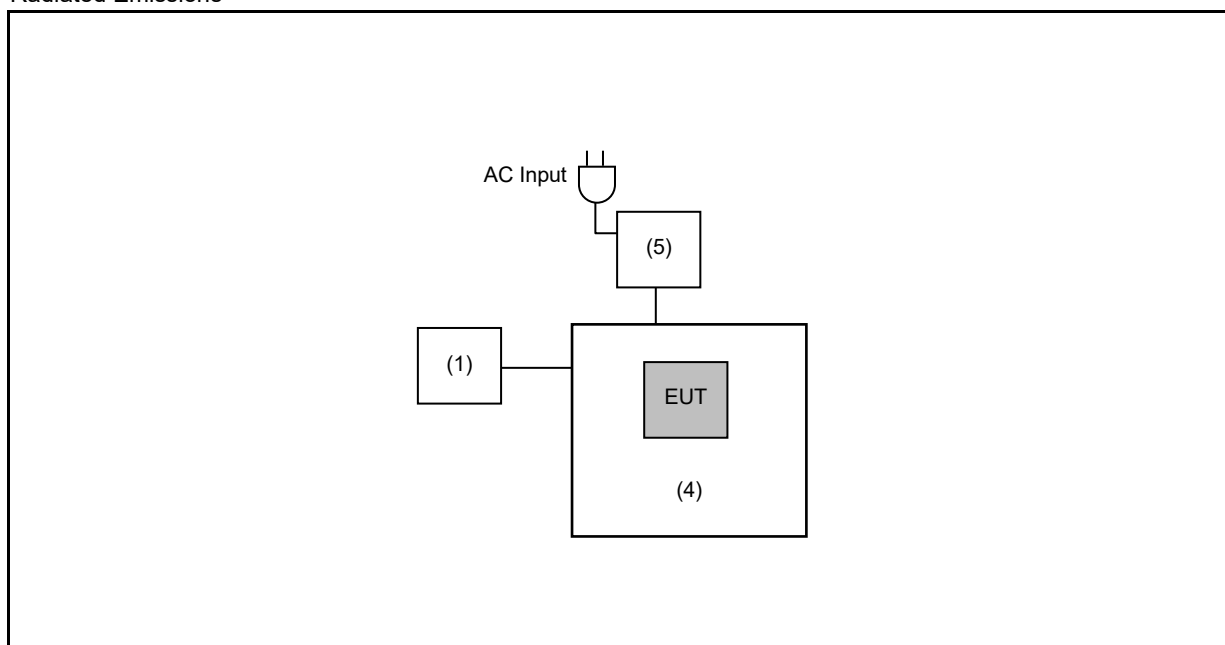 Radiated Emissions
AC Input
(5)
(1)
EUT
(4)